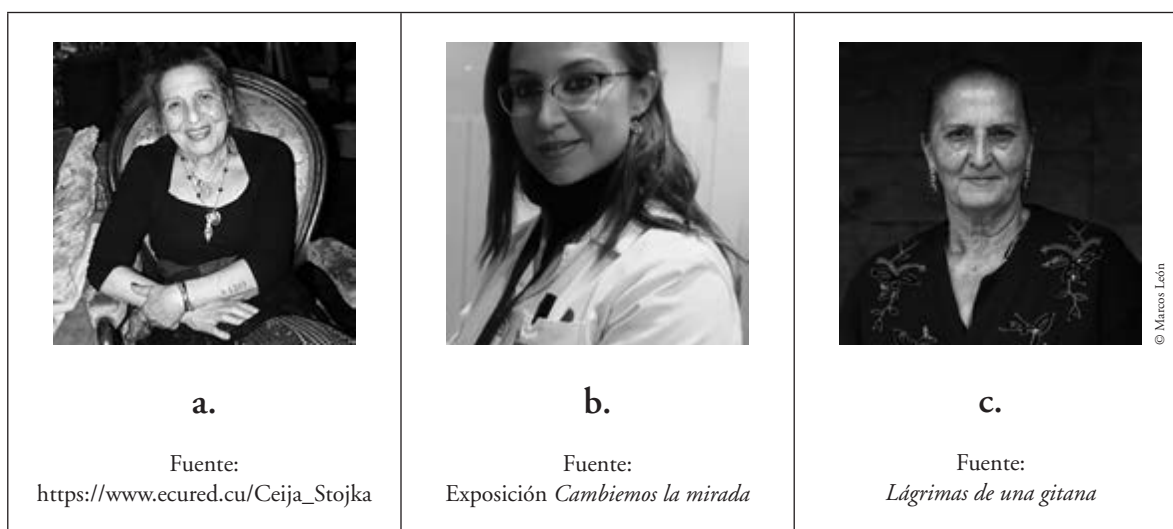 a.
Fuente:
https://www.ecured.cu/Ceija_Stojka
b.
Fuente:
Exposición Cambiemos la mirada
© Marcos León
c.
Fuente:
Lágrimas de una gitana